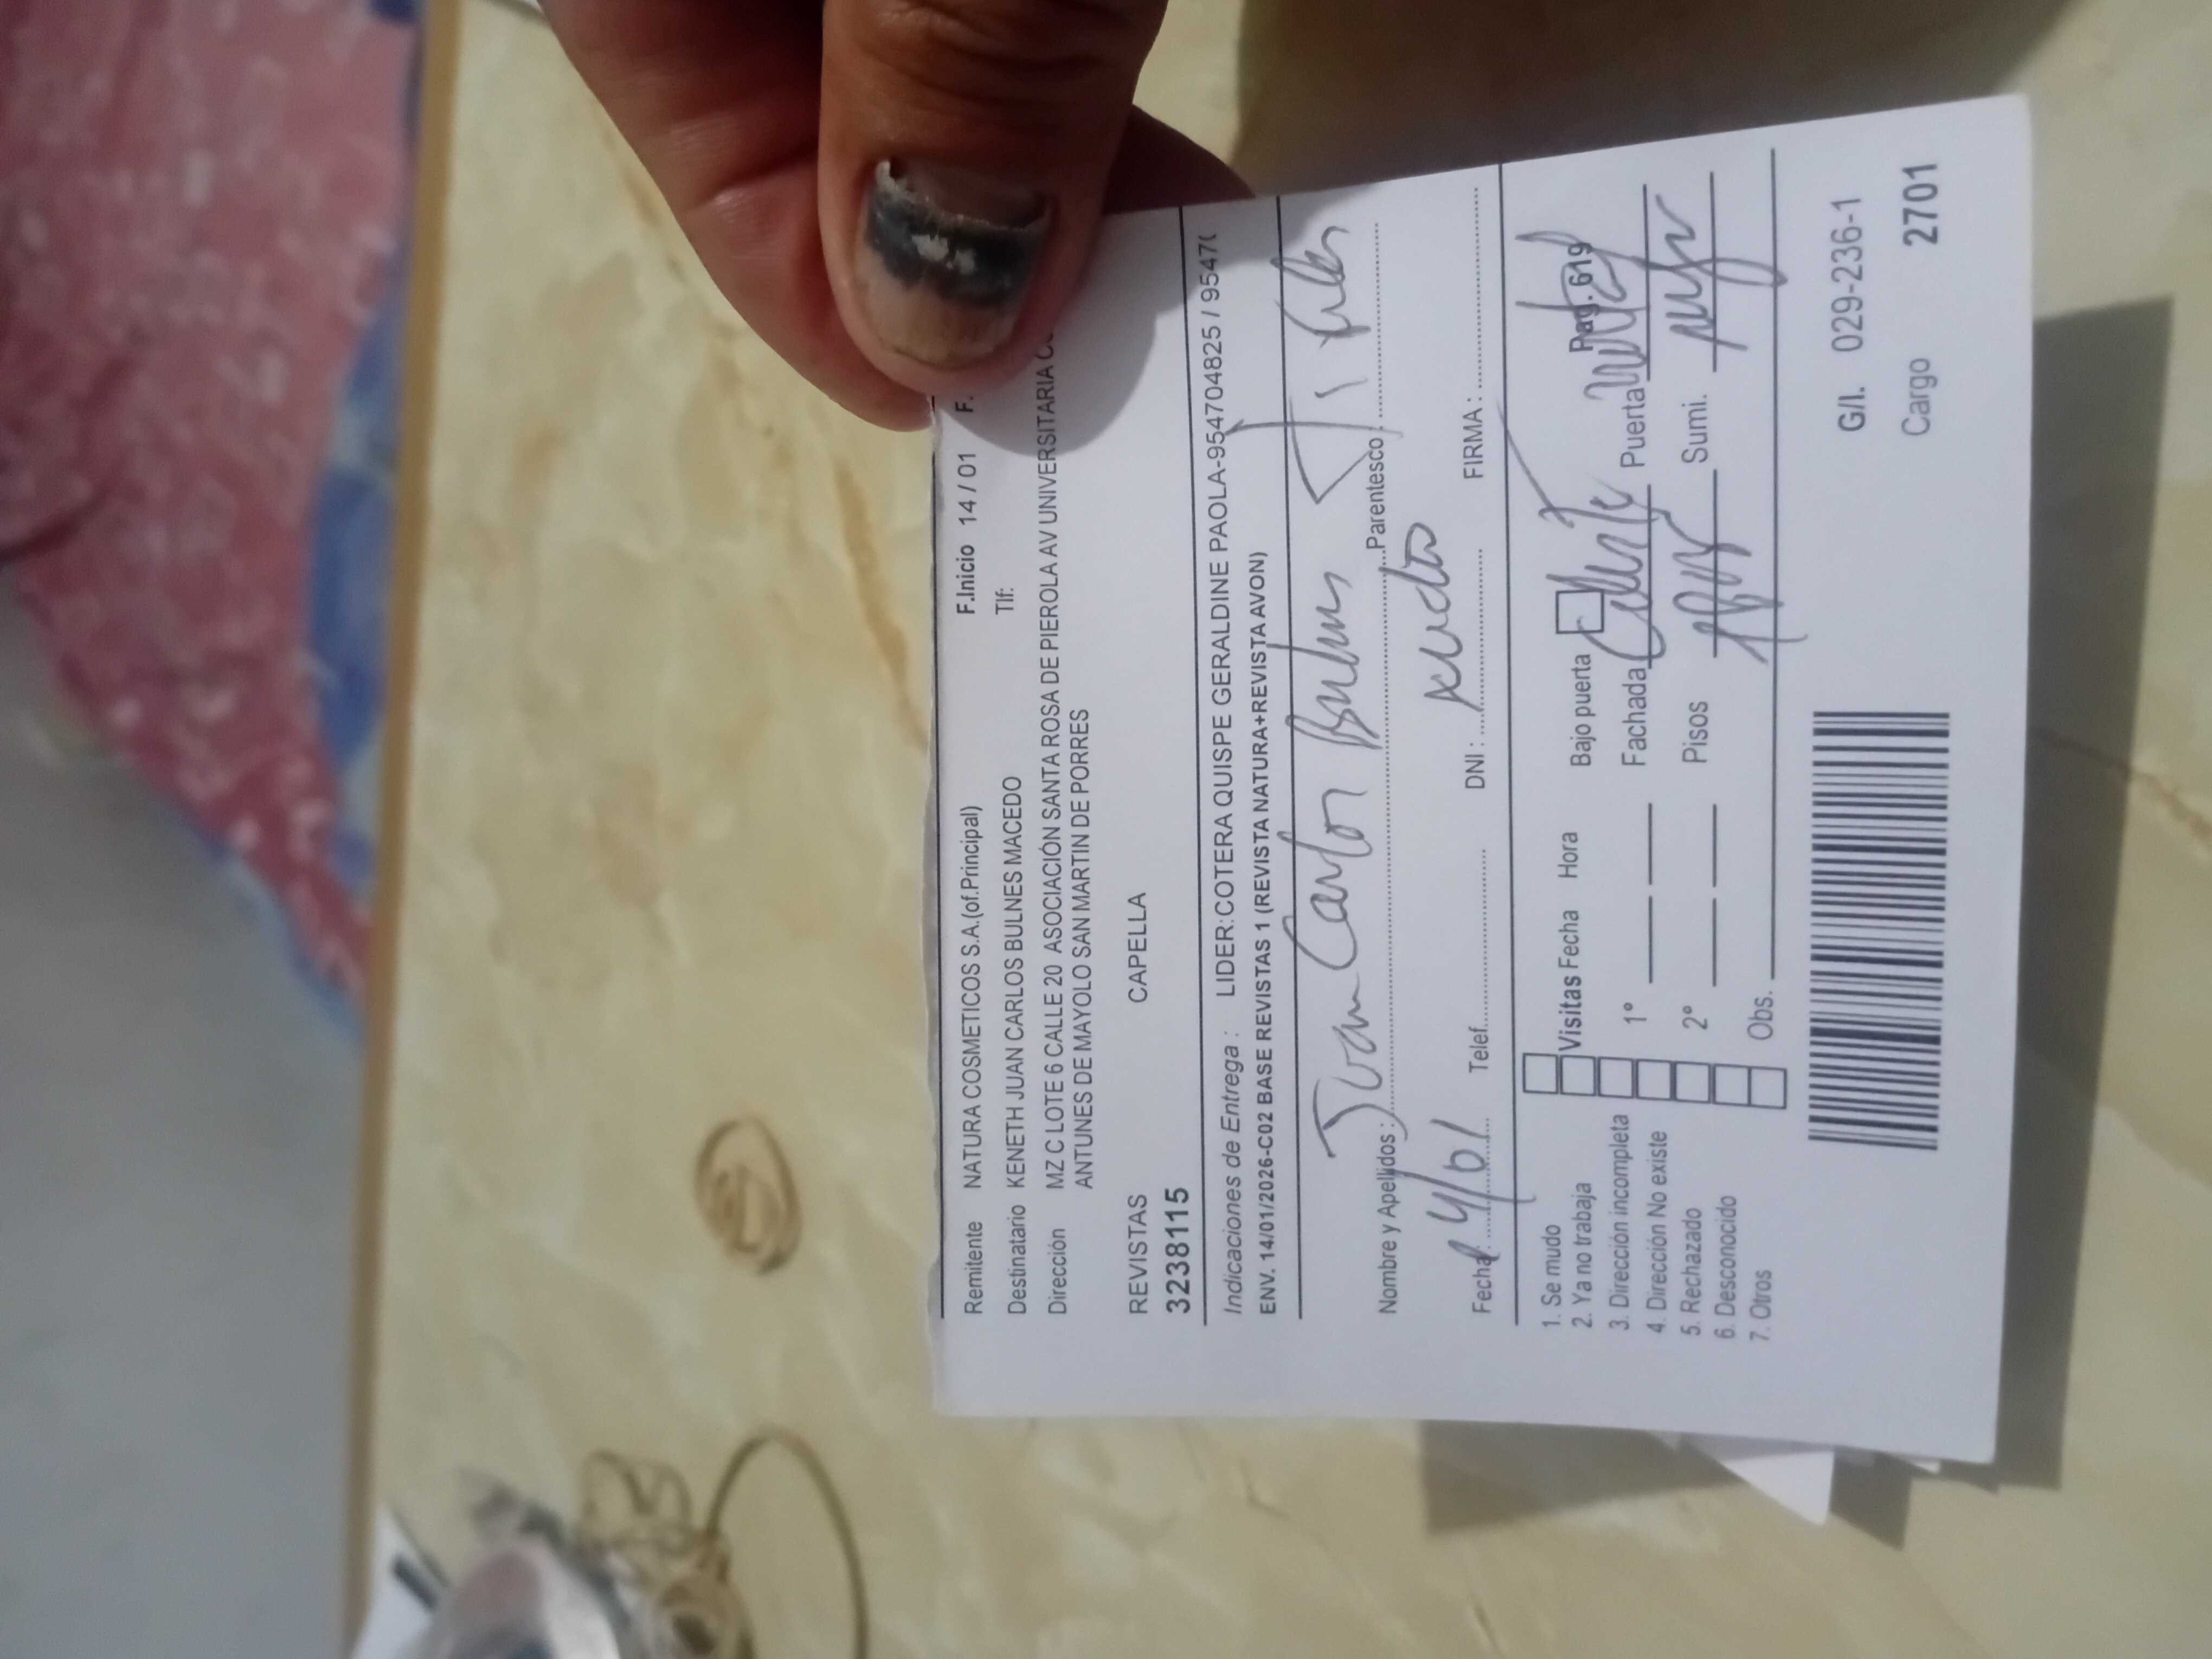 F.Inicio 14 / 01 F.
Remitente NATURA COSMETICOS S.A.(of.Principal) Tlf:
Destinatario KENETH JUAN CARLOS BULNES MACEDO
Dirección MZ C LOTE 6 CALLE 20 ASOCIACIÓN SANTA ROSA DE PIEROLA AV UNIVERSITARIA
ANTUNES DE MAYOLO SAN MARTIN DE PORRES
REVISTAS CAPELLA
3238115
Indicaciones de Entrega : LIDER:COTERA QUISPE GERALDINE PAOLA-954704825 / 9547
ENV. 14/01/2026-C02 BASE REVISTAS 1 (REVISTA NATURA+REVISTA AVON)
Juan Carlos Bulnes
Nombre y Apellidos : Parentesco :
Fecha: 14/01 Telef. DNI : FIRMA :
1. Se mudo
2. Ya no trabaja
3. Dirección incompleta
4. Dirección No existe
5. Rechazado
6. Desconocido
7. Otros
Visitas Fecha Hora
1°
2°
Obs.
Bajo puerta Pag. 619
Fachada Puerta
Pisos Sumi.
G/I. 029-236-1
Cargo 2701